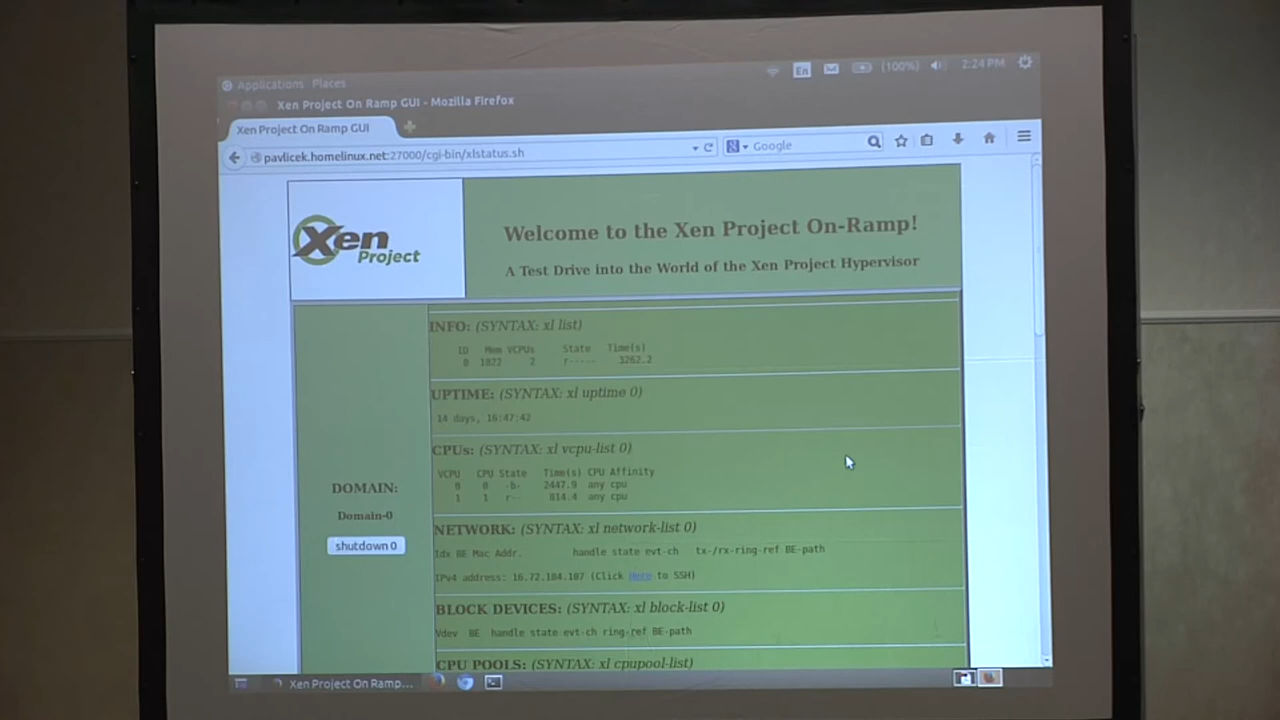 Applications Places
En (100%) 2:24 PM
Xen Project On Ramp GUI - Mozilla Firefox
Xen Project On Ramp GUI
pavlicek.homelinux.net:27000/cgi-bin/xlstatus.sh
Google
Xen Project
Welcome to the Xen Project On-Ramp!
A Test Drive into the World of the Xen Project Hypervisor
DOMAIN:
Domain-0
shutdown 0
INFO: (SYNTAX: xl list)
ID Mem VCPUs State Time(s)
0 1022 2 r----- 3262.2
UPTIME: (SYNTAX: xl uptime 0)
14 days, 16:47:42
CPUs: (SYNTAX: xl vcpu-list 0)
VCPU CPU State Time(s) CPU Affinity
0 0 -b- 2447.9 any cpu
1 1 r-- 814.4 any cpu
NETWORK: (SYNTAX: xl network-list 0)
Idx BE Mac Addr. handle state evt-ch tx-/rx-ring-ref BE-path
IPv4 address: 16.72.184.107 (Click Here to SSH)
BLOCK DEVICES: (SYNTAX: xl block-list 0)
Vdev BE handle state evt-ch ring-ref BE-path
CPU POOLS: (SYNTAX: xl cpupool-list)
Xen Project On Ramp...